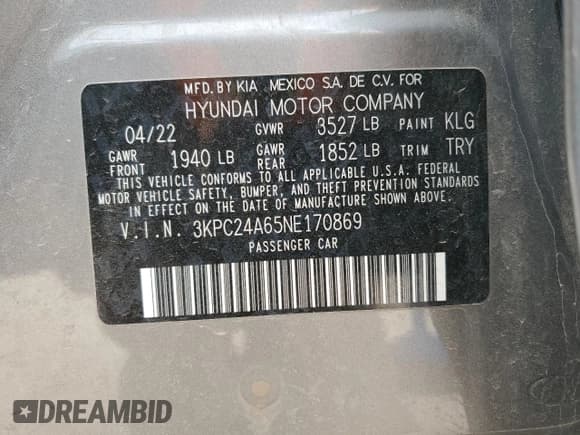 MFD. BY KIA MEXICO S.A. DE C.V. FOR
HYUNDAI MOTOR COMPANY
04/22 GVWR 3527 LB PAINT KLG
GAWR FRONT 1940 LB GAWR REAR 1852 LB TRIM TRY
THIS VEHICLE CONFORMS TO ALL APPLICABLE U.S.A. FEDERAL
MOTOR VEHICLE SAFETY, BUMPER, AND THEFT PREVENTION STANDARDS
IN EFFECT ON THE DATE OF MANUFACTURE SHOWN ABOVE.
V.I.N. 3KPC24A65NE170869
PASSENGER CAR
DREAMBID